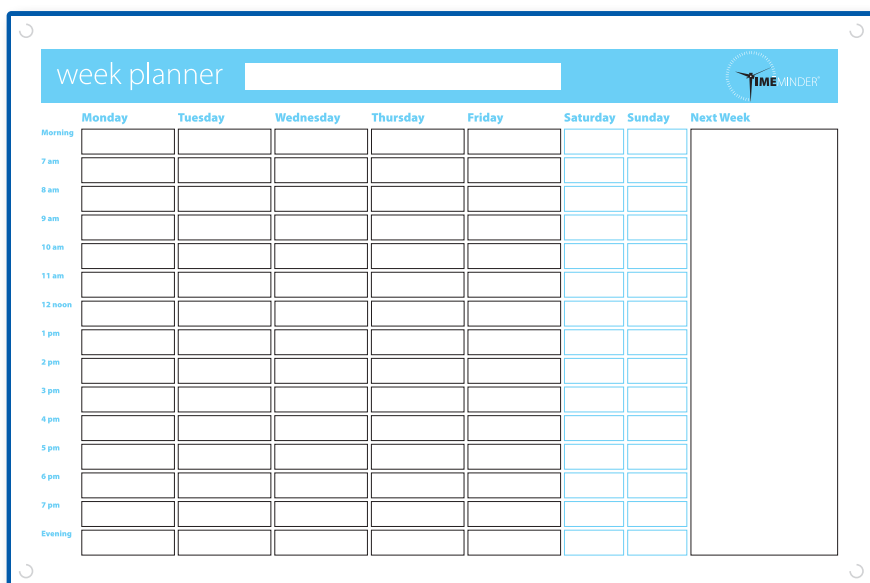 week planner
TIMEMINDER
Monday Tuesday Wednesday Thursday Friday Saturday Sunday Next Week
Morning
7 am
8 am
9 am
10 am
11 am
12 noon
1 pm
2 pm
3 pm
4 pm
5 pm
6 pm
7 pm
Evening